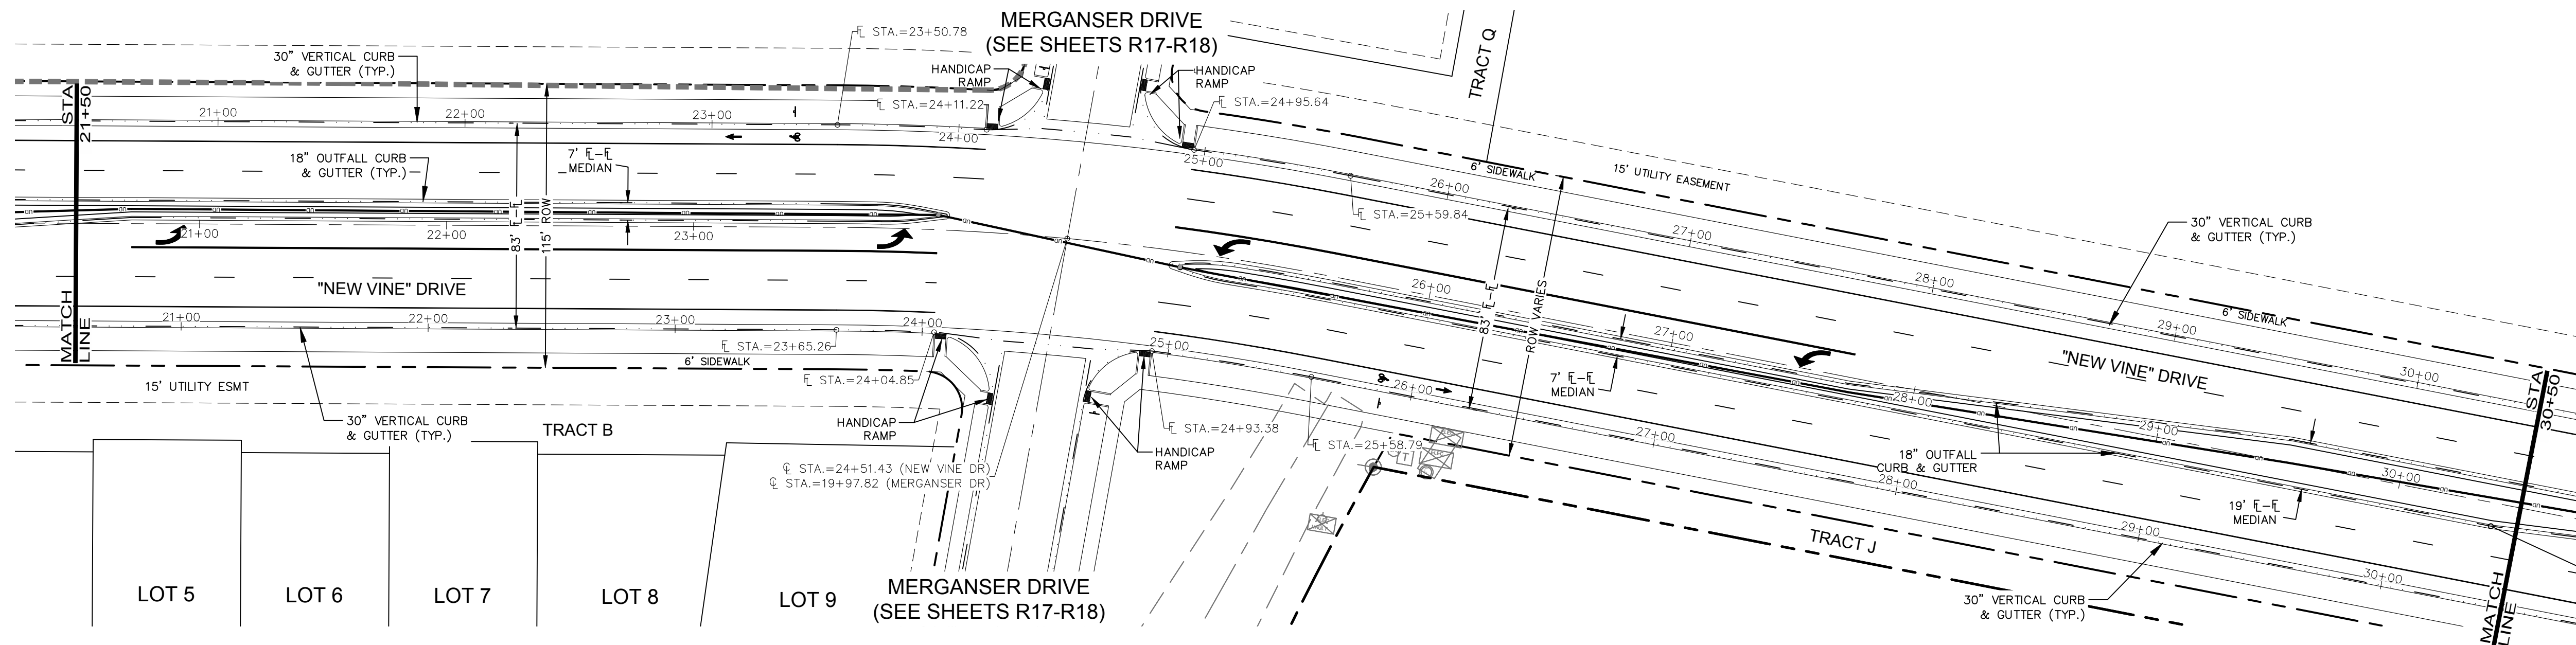 MERGANSER DRIVE
(SEE SHEETS R17-R18)
℄ STA.=23+50.78
30" VERTICAL CURB
& GUTTER (TYP.)
HANDICAP
RAMP
HANDICAP
RAMP
TRACT Q
STA
21+50
21+00
22+00
23+00
℄ STA.=24+11.22
24+00
℄ STA.=24+95.64
25+00
18" OUTFALL CURB
& GUTTER (TYP.)
7' ℄-℄
MEDIAN
6' SIDEWALK
15' UTILITY EASEMENT
26+00
℄ STA.=25+59.84
83' ℄-℄
115' ROW
21+00
22+00
23+00
30" VERTICAL CURB
& GUTTER (TYP.)
27+00
28+00
29+00
6' SIDEWALK
30+00
"NEW VINE" DRIVE
MATCH
LINE
21+00
22+00
23+00
24+00
℄ STA.=23+65.26
6' SIDEWALK
25+00
26+00
83' ℄-℄
ROW VARIES
27+00
7' ℄-℄
MEDIAN
28+00
29+00
30+00
"NEW VINE" DRIVE
STA
30+50
15' UTILITY ESMT
℄ STA.=24+04.85
30" VERTICAL CURB
& GUTTER (TYP.)
TRACT B
HANDICAP
RAMP
℄ STA.=24+93.38
HANDICAP
RAMP
26+00
℄ STA.=25+58.79
T
27+00
28+00
29+00
30+00
18" OUTFALL
CURB & GUTTER
19' ℄-℄
MEDIAN
℄ STA.=24+51.43 (NEW VINE DR)
℄ STA.=19+97.82 (MERGANSER DR)
TRACT J
LOT 5
LOT 6
LOT 7
LOT 8
LOT 9
MERGANSER DRIVE
(SEE SHEETS R17-R18)
30" VERTICAL CURB
& GUTTER (TYP.)
MATCH
LINE